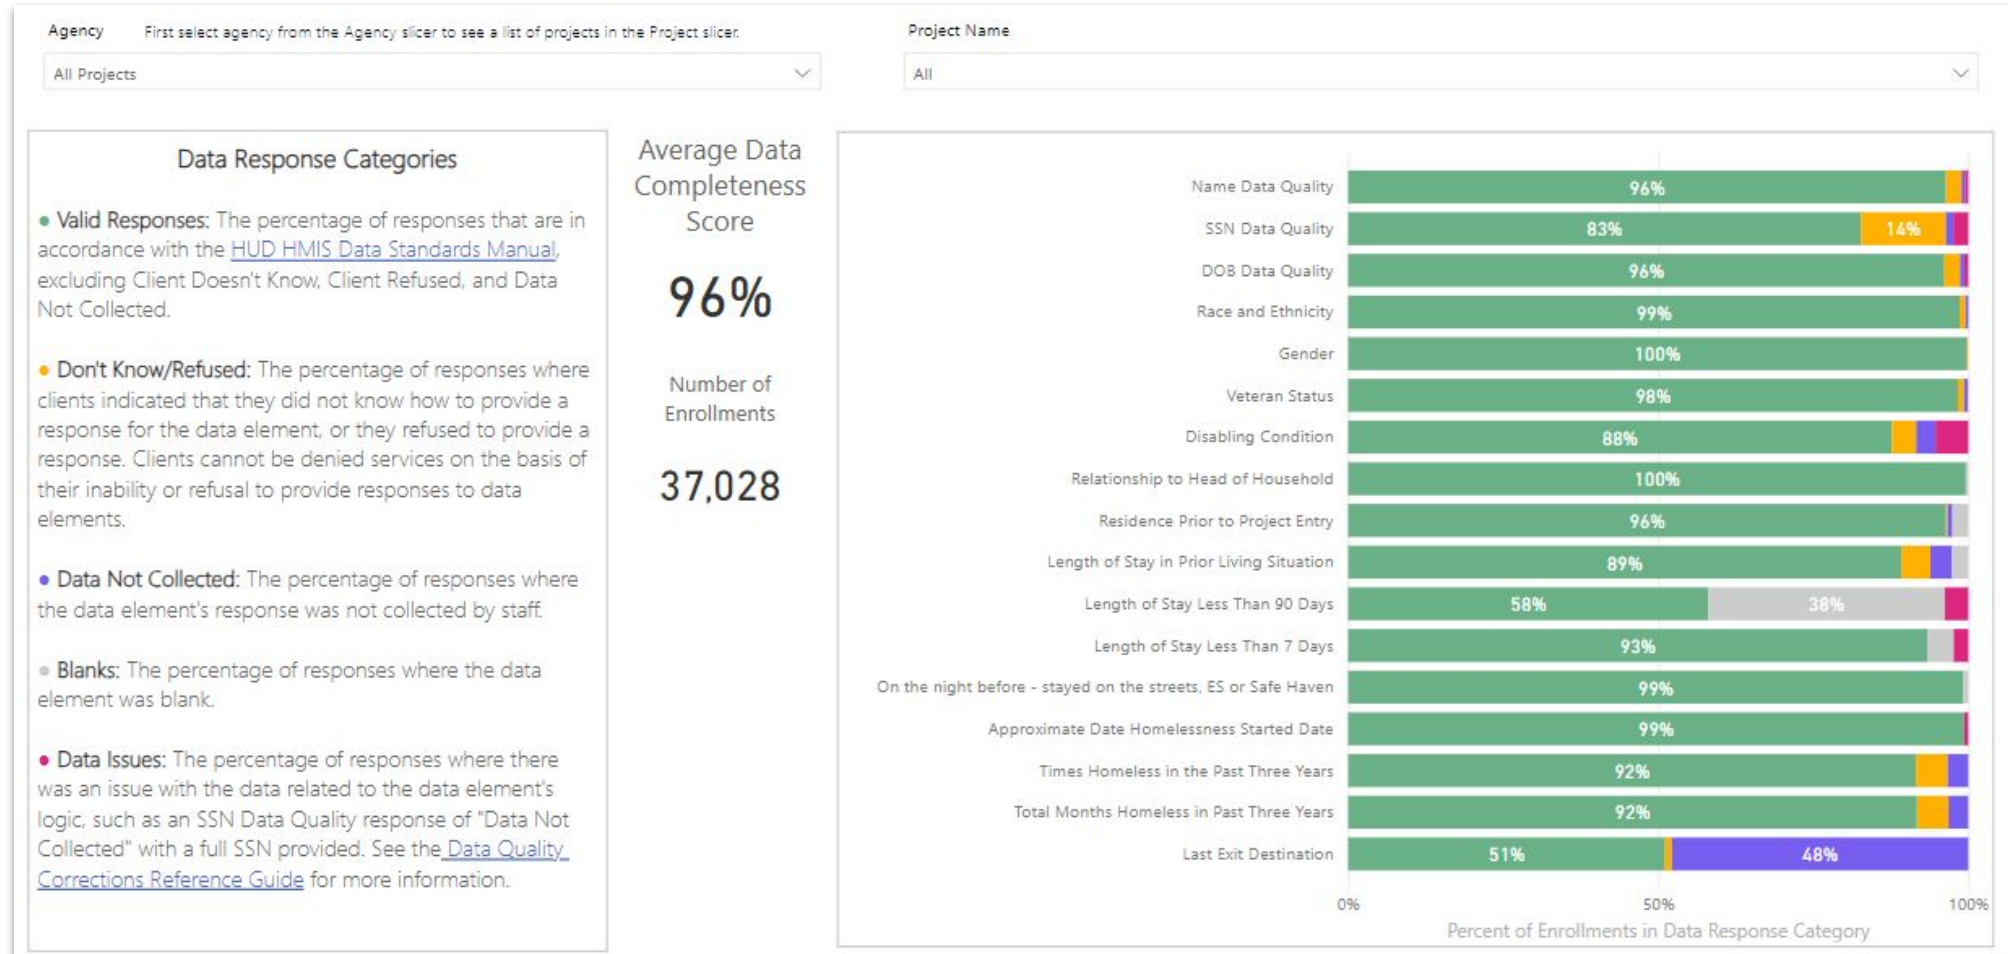 Agency First select agency from the Agency slicer to see a list of projects in the Project slicer.
All Projects
Project Name
All
Data Response Categories
• Valid Responses: The percentage of responses that are in
accordance with the HUD HMIS Data Standards Manual,
excluding Client Doesn't Know, Client Refused, and Data
Not Collected.
• Don't Know/Refused: The percentage of responses where
clients indicated that they did not know how to provide a
response for the data element, or they refused to provide a
response. Clients cannot be denied services on the basis of
their inability or refusal to provide responses to data
elements.
• Data Not Collected: The percentage of responses where
the data element's response was not collected by staff.
• Blanks: The percentage of responses where the data
element was blank.
• Data Issues: The percentage of responses where there
was an issue with the data related to the data element's
logic, such as an SSN Data Quality response of "Data Not
Collected" with a full SSN provided. See the Data Quality
Corrections Reference Guide for more information.
Average Data
Completeness
Score
96%
Number of
Enrollments
37,028
Name Data Quality 96%
SSN Data Quality 83% 14%
DOB Data Quality 96%
Race and Ethnicity 99%
Gender 100%
Veteran Status 98%
Disabling Condition 88%
Relationship to Head of Household 100%
Residence Prior to Project Entry 96%
Length of Stay in Prior Living Situation 89%
Length of Stay Less Than 90 Days 58% 38%
Length of Stay Less Than 7 Days 93%
On the night before - stayed on the streets, ES or Safe Haven 99%
Approximate Date Homelessness Started Date 99%
Times Homeless in the Past Three Years 92%
Total Months Homeless in Past Three Years 92%
Last Exit Destination 51% 48%
0% 50% 100%
Percent of Enrollments in Data Response Category